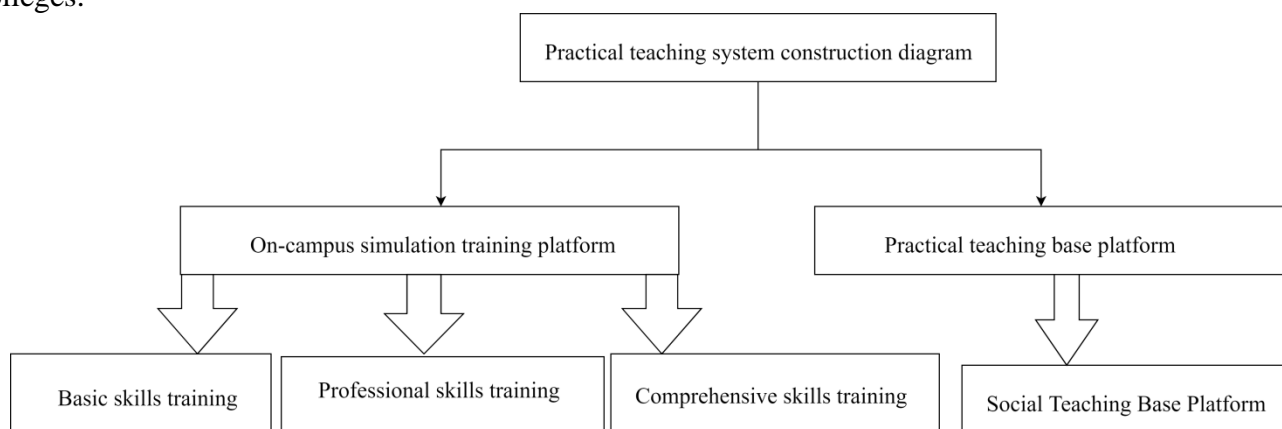 Practical teaching system construction diagram
On-campus simulation training platform
Practical teaching base platform
Basic skills training
Professional skills training
Comprehensive skills training
Social Teaching Base Platform